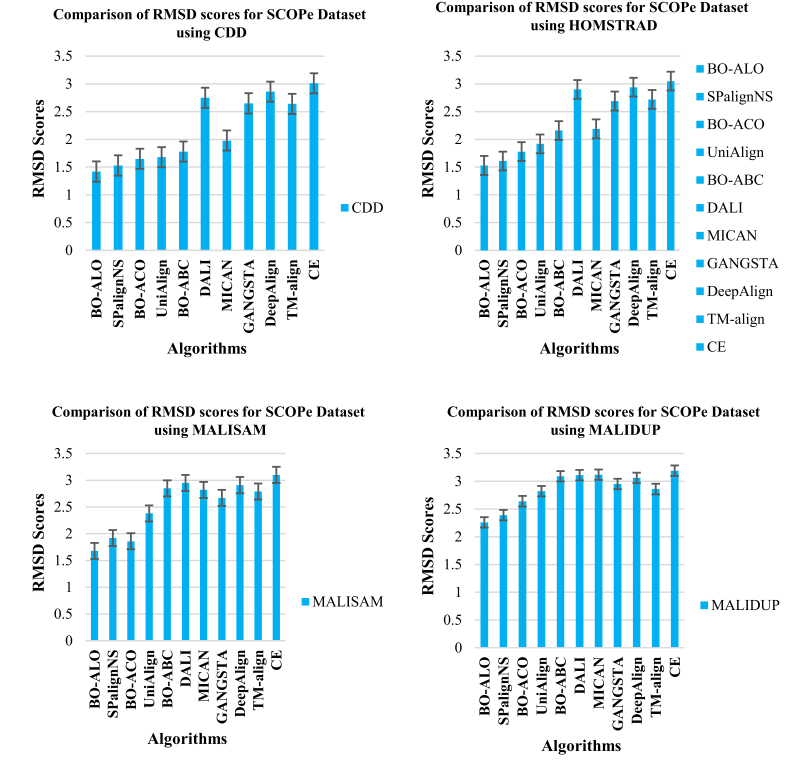 Comparison of RMSD scores for SCOPe Dataset
using CDD
RMSD Scores
3.5
3
2.5
2
1.5
1
0.5
0
BO-ALO
SPalignNS
BO-ACO
UniAlign
BO-ABC
DALI
MICAN
GANGSTA
DeepAlign
TM-align
CE
Algorithms
CDD
Comparison of RMSD scores for SCOPe Dataset
using HOMSTRAD
RMSD Scores
3.5
3
2.5
2
1.5
1
0.5
0
BO-ALO
SPalignNS
BO-ACO
UniAlign
BO-ABC
DALI
MICAN
GANGSTA
DeepAlign
TM-align
CE
Algorithms
BO-ALO
SPalignNS
BO-ACO
UniAlign
BO-ABC
DALI
MICAN
GANGSTA
DeepAlign
TM-align
CE
Comparison of RMSD scores for SCOPe Dataset
using MALISAM
RMSD Scores
3.5
3
2.5
2
1.5
1
0.5
0
BO-ALO
SPalignNS
BO-ACO
UniAlign
BO-ABC
DALI
MICAN
GANGSTA
DeepAlign
TM-align
CE
Algorithms
MALISAM
Comparison of RMSD scores for SCOPe Dataset
using MALIDUP
RMSD Scores
3.5
3
2.5
2
1.5
1
0.5
0
BO-ALO
SPalignNS
BO-ACO
UniAlign
BO-ABC
DALI
MICAN
GANGSTA
DeepAlign
TM-align
CE
Algorithms
MALIDUP